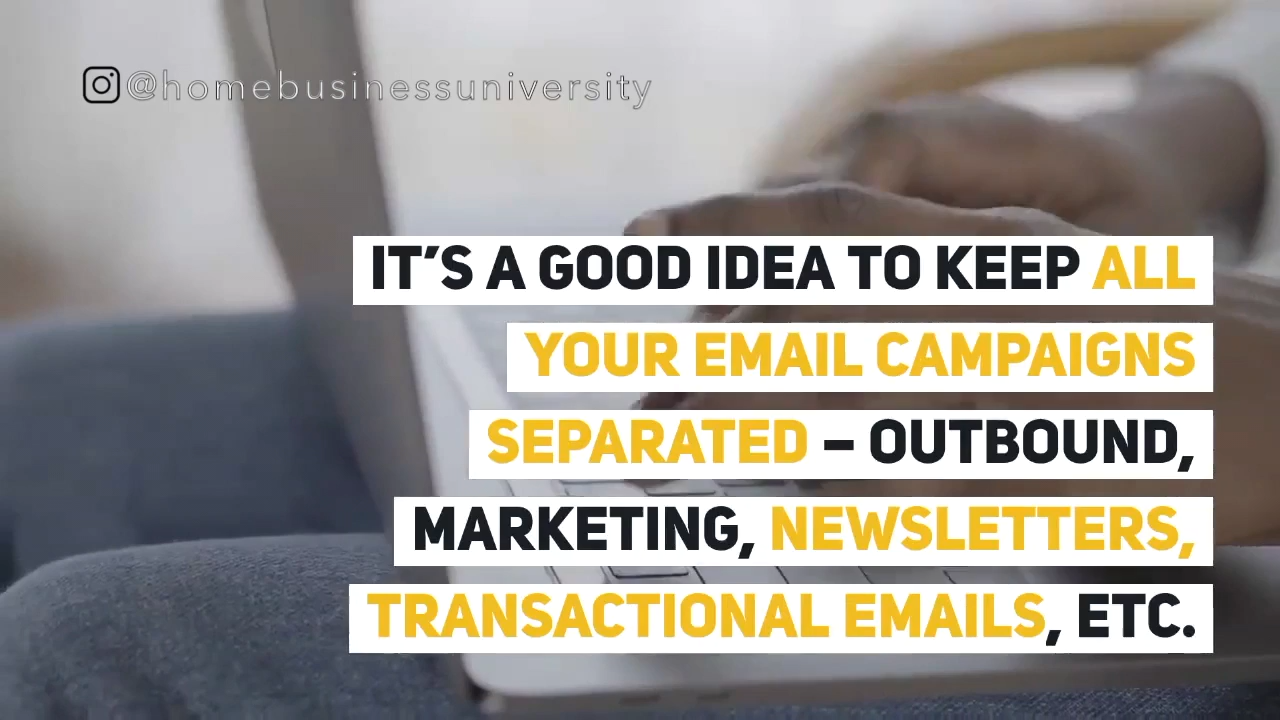 @homebusinessuniversity
IT’S A GOOD IDEA TO KEEP ALL
YOUR EMAIL CAMPAIGNS
SEPARATED – OUTBOUND,
MARKETING, NEWSLETTERS,
TRANSACTIONAL EMAILS, ETC.